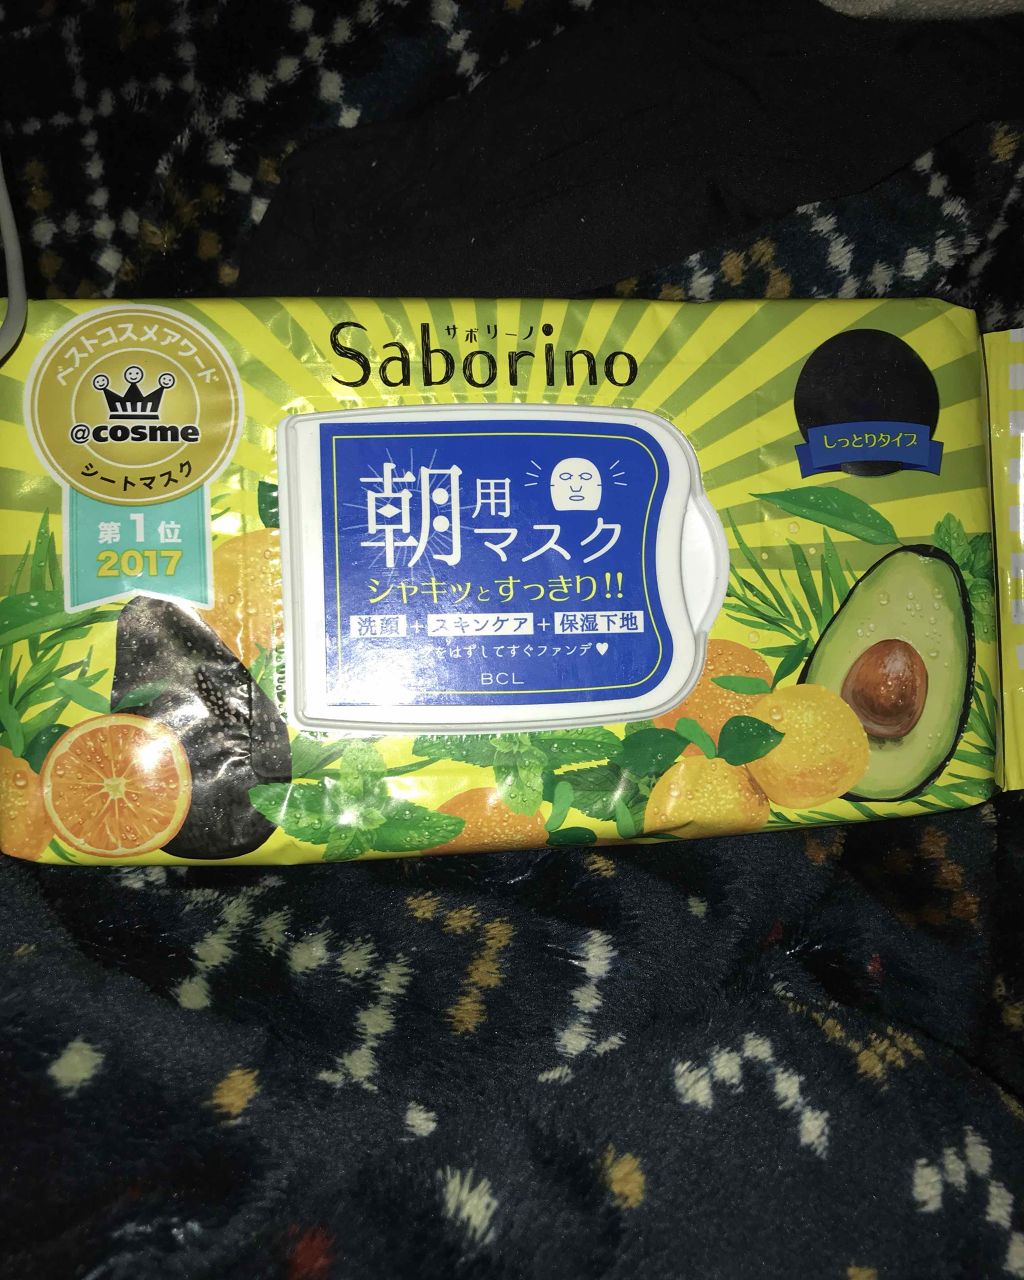 サボリーノ
Saborino
ベストコスメアワード
@cosme
シートマスク
第1位
2017
しっとりタイプ
朝用マスク
シャキッとすっきり!!
洗顔+スキンケア+保湿下地
をはずしてすぐファンデ♥
BCL